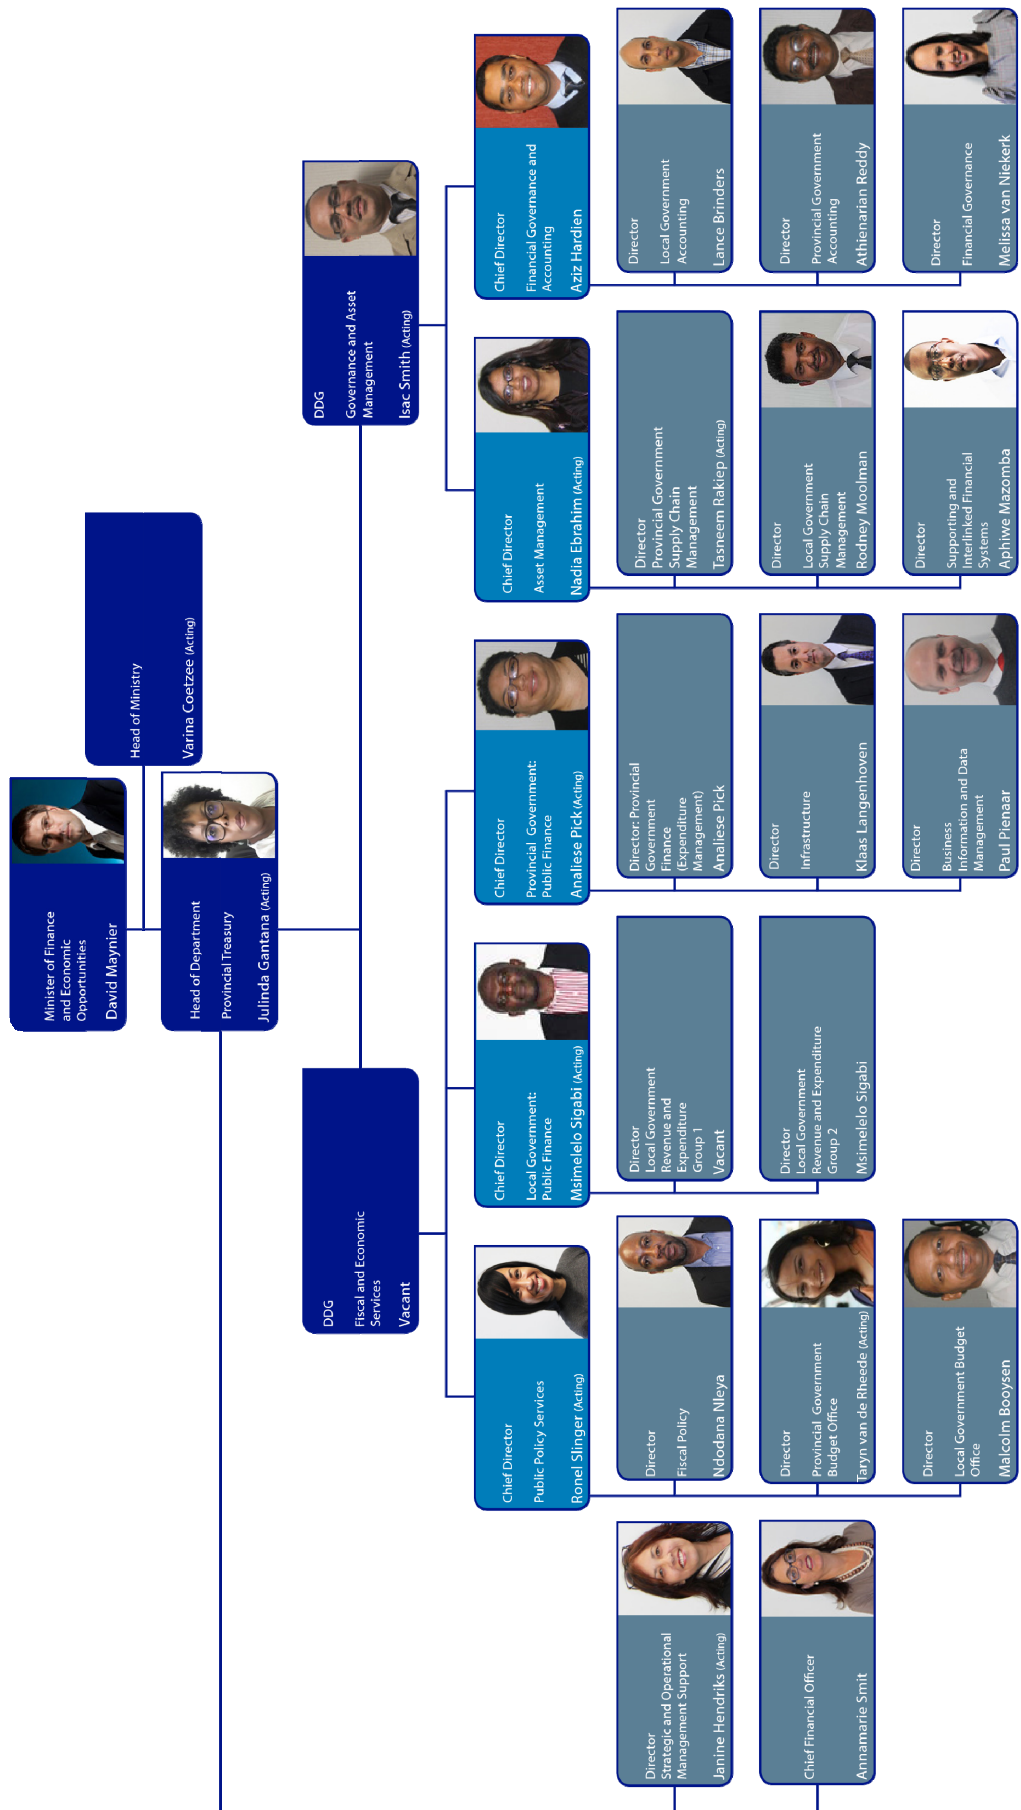 Minister of Finance
and Economic
Opportunities
David Maynier
Head of Ministry
Varina Coetzee (Acting)
Head of Department
Provincial Treasury
Julinda Gantana (Acting)
DDG
Fiscal and Economic
Services
Vacant
DDG
Governance and Asset
Management
Isac Smith (Acting)
Chief Director
Public Policy Services
Ronel Slinger (Acting)
Chief Director
Local Government:
Public Finance
Msimelelo Sigabi (Acting)
Chief Director
Provincial Government:
Public Finance
Analiese Pick (Acting)
Chief Director
Asset Management
Nadia Ebrahim (Acting)
Chief Director
Financial Governance and
Accounting
Aziz Hardien
Director
Strategic and Operational
Management Support
Janine Hendriks (Acting)
Director
Fiscal Policy
Ndodana Nleya
Director
Local Government
Revenue and
Expenditure
Group 1
Vacant
Director: Provincial
Government
Finance
(Expenditure
Management)
Analiese Pick
Director
Provincial Government
Supply Chain
Management
Tasneem Rakiep (Acting)
Director
Local Government
Accounting
Lance Brinders
Chief Financial Officer
Annamarie Smit
Director
Provincial Government
Budget Office
Taryn van de Rheede (Acting)
Director
Local Government
Revenue and Expenditure
Group 2
Msimelelo Sigabi
Director
Infrastructure
Klaas Langenhoven
Director
Local Government
Supply Chain
Management
Rodney Moolman
Director
Provincial Government
Accounting
Athienarian Reddy
Director
Local Government Budget
Office
Malcolm Booysen
Director
Business
Information and Data
Management
Paul Pienaar
Director
Supporting and
Interlinked Financial
Systems
Aphiwe Mazomba
Director
Financial Governance
Melissa van Niekerk